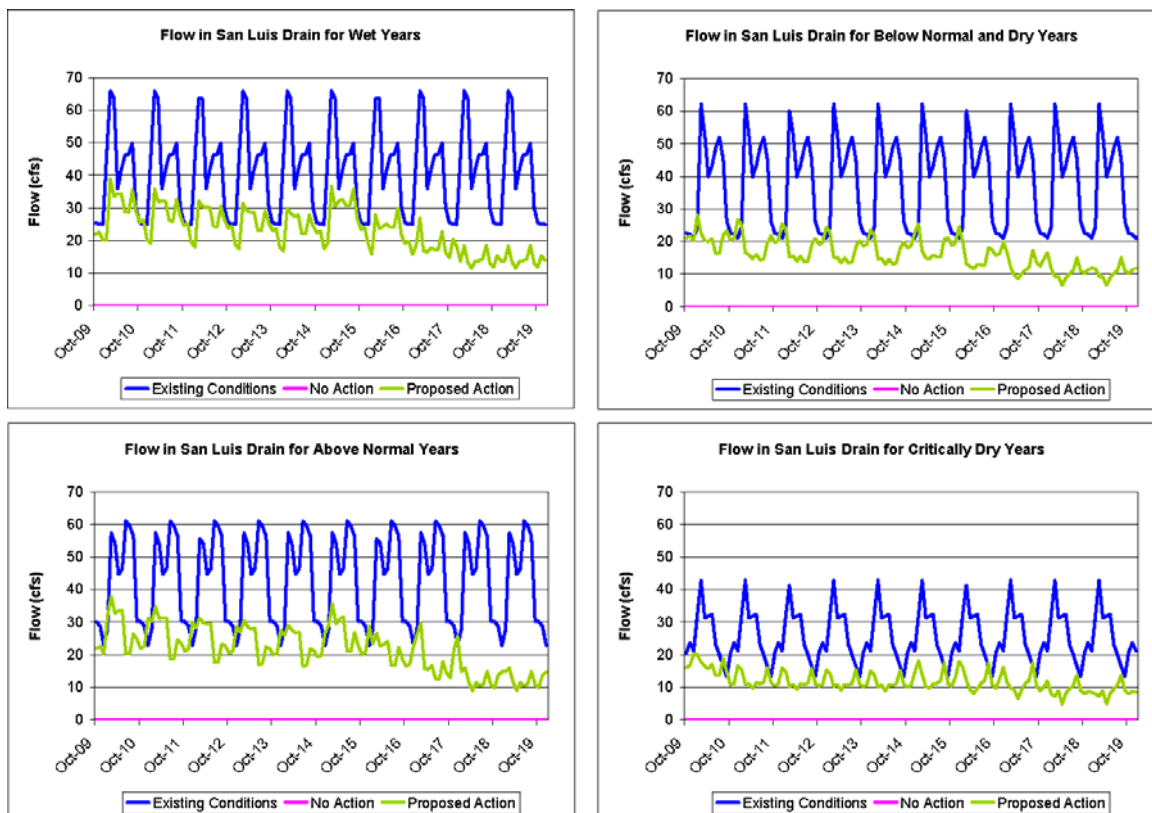 Flow in San Luis Drain for Wet Years
Flow (cfs)
70
60
50
40
30
20
10
0
Oct-09
Oct-10
Oct-11
Oct-12
Oct-13
Oct-14
Oct-15
Oct-16
Oct-17
Oct-18
Oct-19
Existing Conditions No Action Proposed Action
Flow in San Luis Drain for Below Normal and Dry Years
Flow (cfs)
70
60
50
40
30
20
10
0
Oct-09
Oct-10
Oct-11
Oct-12
Oct-13
Oct-14
Oct-15
Oct-16
Oct-17
Oct-18
Oct-19
Existing Conditions No Action Proposed Action
Flow in San Luis Drain for Above Normal Years
Flow (cfs)
70
60
50
40
30
20
10
0
Oct-09
Oct-10
Oct-11
Oct-12
Oct-13
Oct-14
Oct-15
Oct-16
Oct-17
Oct-18
Oct-19
Existing Conditions No Action Proposed Action
Flow in San Luis Drain for Critically Dry Years
Flow (cfs)
70
60
50
40
30
20
10
0
Oct-09
Oct-10
Oct-11
Oct-12
Oct-13
Oct-14
Oct-15
Oct-16
Oct-17
Oct-18
Oct-19
Existing Conditions No Action Proposed Action